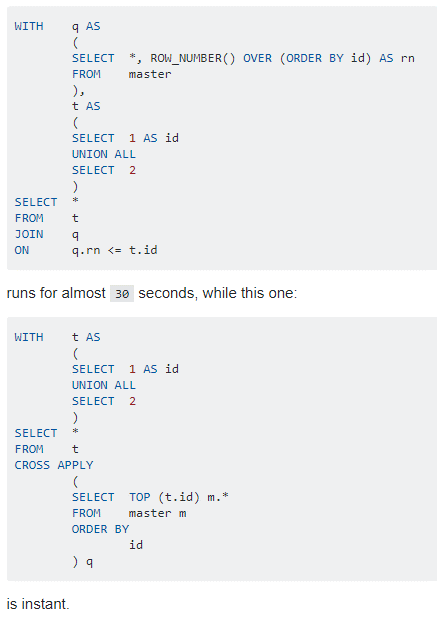 WITH    q AS
        (
        SELECT  *, ROW_NUMBER() OVER (ORDER BY id) AS rn
        FROM    master
        ),
        t AS
        (
        SELECT  1 AS id
        UNION ALL
        SELECT  2
        )
SELECT  *
FROM    t
JOIN    q
ON      q.rn <= t.id
runs for almost 30 seconds, while this one:
WITH    t AS
        (
        SELECT  1 AS id
        UNION ALL
        SELECT  2
        )
SELECT  *
FROM    t
CROSS APPLY
        (
        SELECT  TOP (t.id) m.*
        FROM    master m
        ORDER BY
                id
        ) q
is instant.